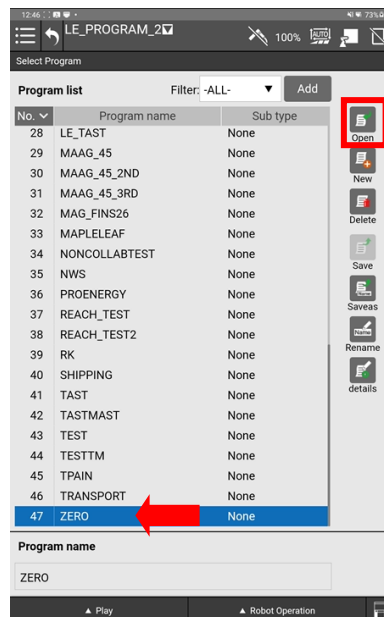 12:46
73%
LE_PROGRAM_2
100%
AUTO
Select Program
Program list
Filter: -ALL-
Add
No. Program name Sub type
28 LE_TAST None
29 MAAG_45 None
30 MAAG_45_2ND None
31 MAAG_45_3RD None
32 MAG_FINS26 None
33 MAPLELEAF None
34 NONCOLLABTEST None
35 NWS None
36 PROENERGY None
37 REACH_TEST None
38 REACH_TEST2 None
39 RK None
40 SHIPPING None
41 TAST None
42 TASTMAST None
43 TEST None
44 TESTTM None
45 TPAIN None
46 TRANSPORT None
47 ZERO None
Open
New
Delete
Save
Saveas
Name
Rename
details
Program name
ZERO
▲ Play
▲ Robot Operation